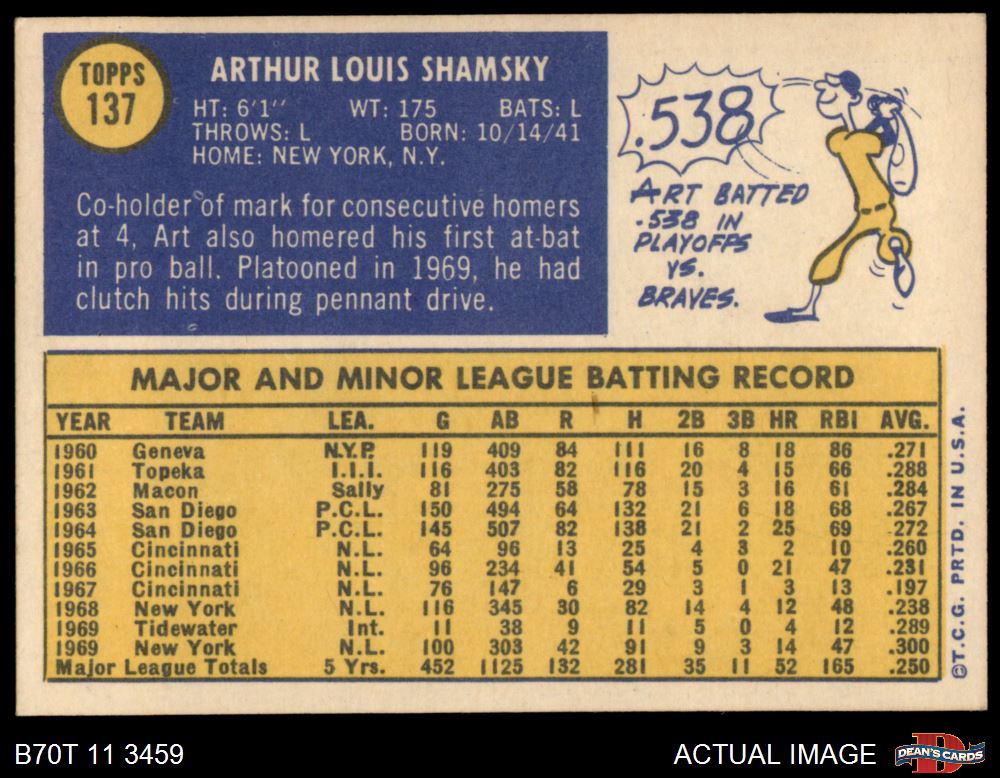 TOPPS
137
ARTHUR LOUIS SHAMSKY
HT: 6'1" WT: 175 BATS: L
THROWS: L BORN: 10/14/41
HOME: NEW YORK, N.Y.
Co-holder of mark for consecutive homers
at 4, Art also homered his first at-bat
in pro ball. Platooned in 1969, he had
clutch hits during pennant drive.
.538
ART BATTED
.538 IN
PLAYOFFS
VS.
BRAVES.
MAJOR AND MINOR LEAGUE BATTING RECORD
YEAR TEAM LEA. G AB R H 2B 3B HR RBI AVG.
1960 Geneva N.Y.P. 119 409 84 111 16 8 18 86 .271
1961 Topeka I.I.I. 116 403 82 116 20 4 15 66 .288
1962 Macon Sally 81 275 58 78 15 3 16 61 .284
1963 San Diego P.C.L. 150 494 64 132 21 6 18 68 .267
1964 San Diego P.C.L. 145 507 82 138 21 2 25 69 .272
1965 Cincinnati N.L. 64 96 13 25 4 3 2 10 .260
1966 Cincinnati N.L. 96 234 41 54 5 0 21 47 .231
1967 Cincinnati N.L. 76 147 6 29 3 1 3 13 .197
1968 New York N.L. 116 345 30 82 14 4 12 48 .238
1969 Tidewater Int. 11 38 9 11 5 0 4 12 .289
1969 New York N.L. 100 303 42 91 9 3 14 47 .300
Major League Totals 5 Yrs. 452 1125 132 281 35 11 52 165 .250
©T.C.G. PRTD. IN U.S.A.
B70T 11 3459
ACTUAL IMAGE
DEAN'S CARDS